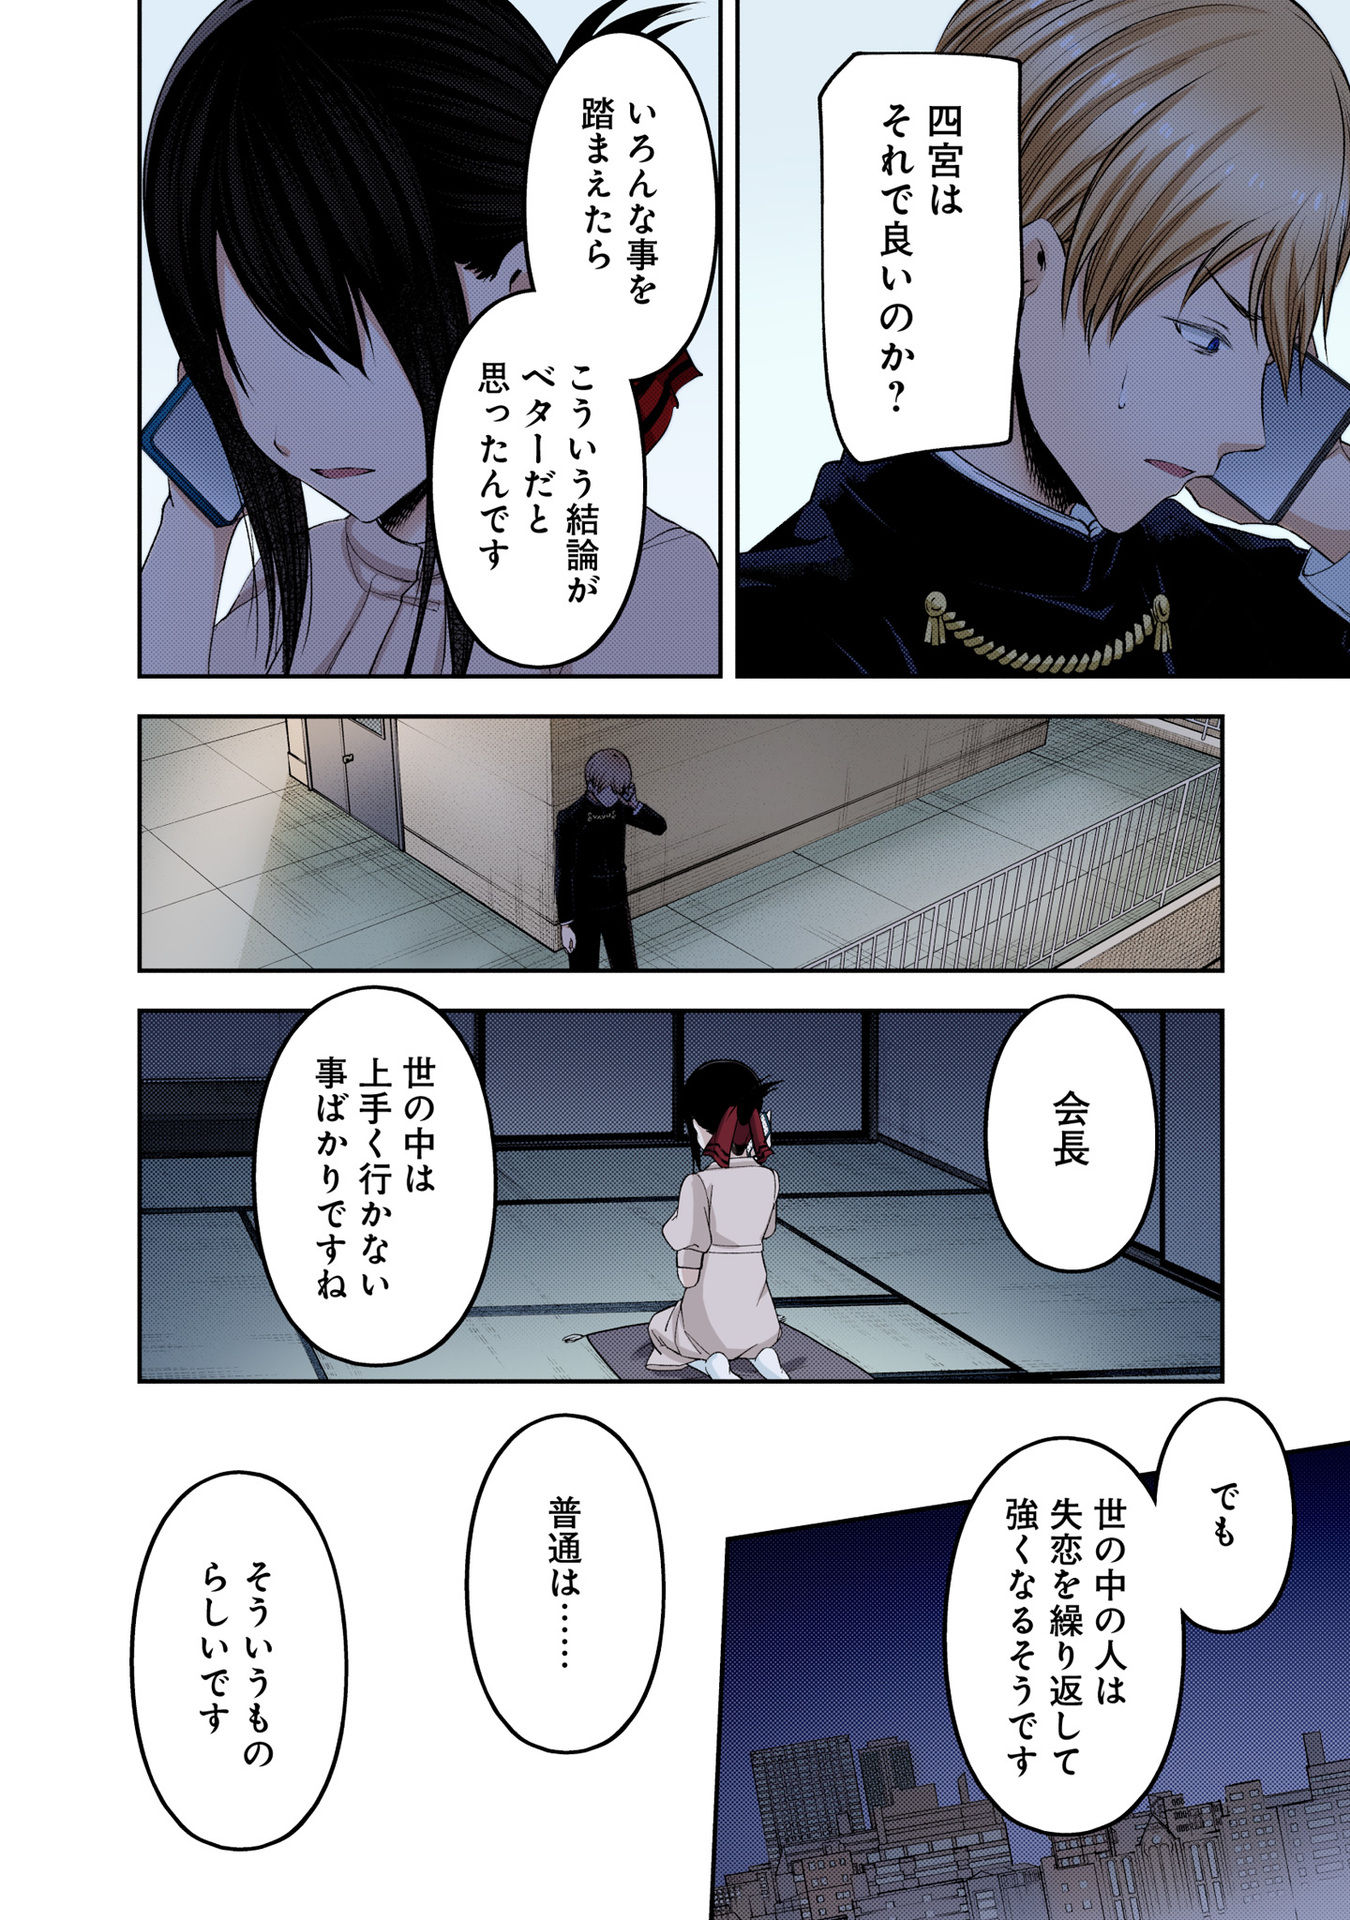 四宮は
それで良いのか？
いろんな事を
踏まえたら
こういう結論が
ベターだと
思ったんです
会長
世の中は
上手く行かない
事ばかりですね
でも
世の中の人は
失恋を繰り返して
強くなるそうです
普通は……
そういうもの
らしいです